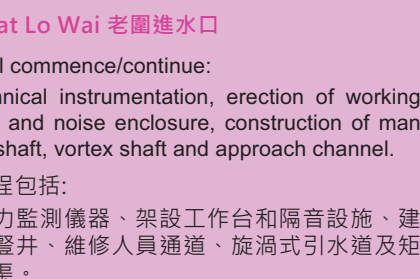 at Lo Wai 老圍進水口
commence/continue:
instrumentation, erection of working
and noise enclosure, construction of man
shaft, vortex shaft and approach channel.
程包括:
力監測儀器、架設工作台和隔音設施、建
豎井、維修人員通道、旋渦式引水道及矩
渠。